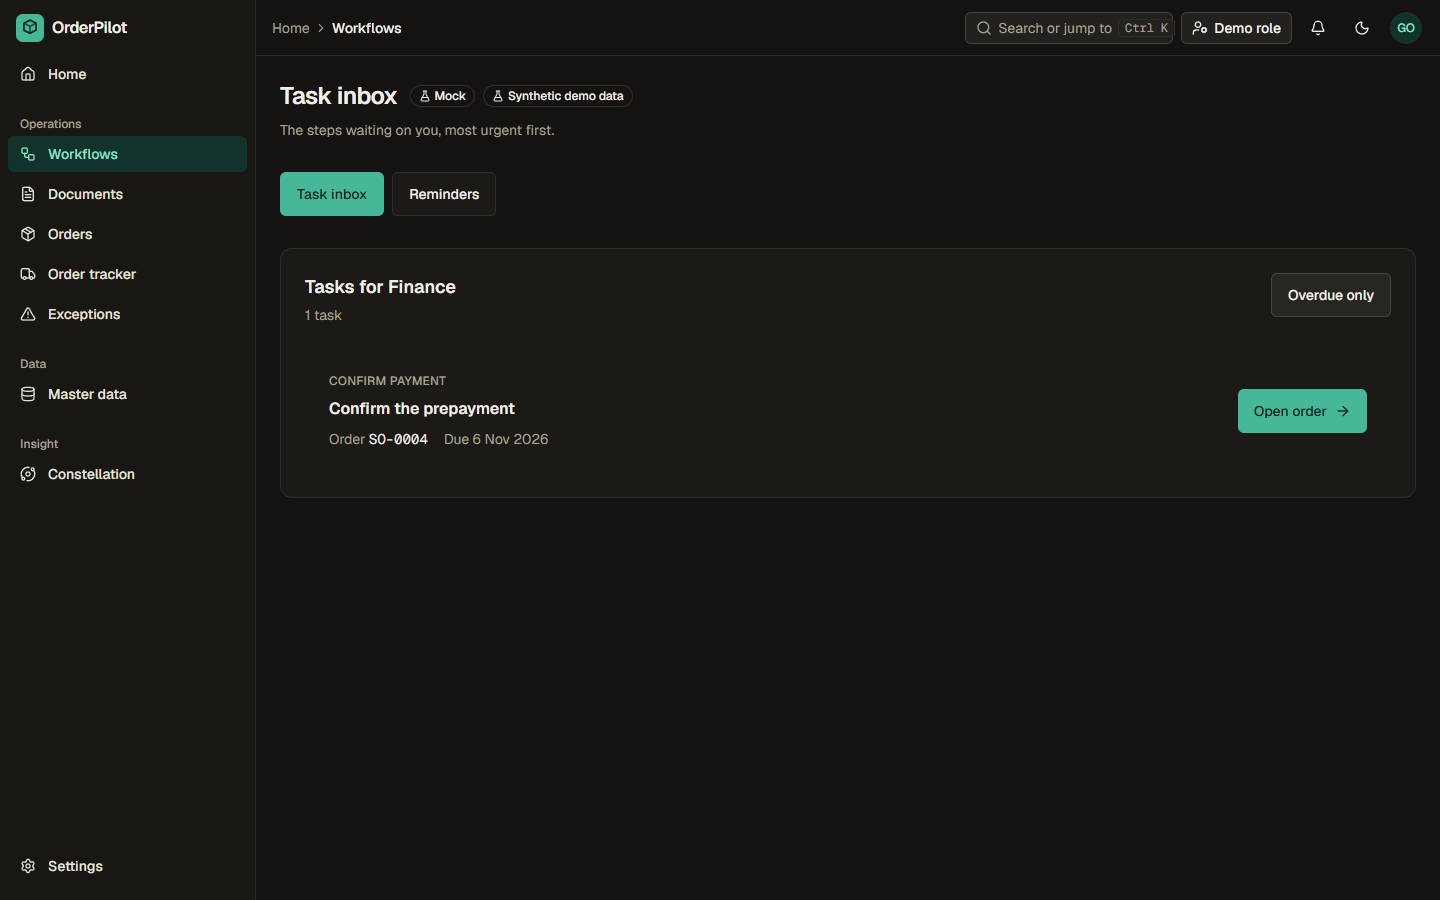 OrderPilot
Home
Operations
Workflows
Documents
Orders
Order tracker
Exceptions
Data
Master data
Insight
Constellation
Settings
Home > Workflows
Search or jump to Ctrl K
Demo role
GO
Task inbox
Mock
Synthetic demo data
The steps waiting on you, most urgent first.
Task inbox
Reminders
Tasks for Finance
1 task
Overdue only
CONFIRM PAYMENT
Confirm the prepayment
Order SO-0004 Due 6 Nov 2026
Open order →